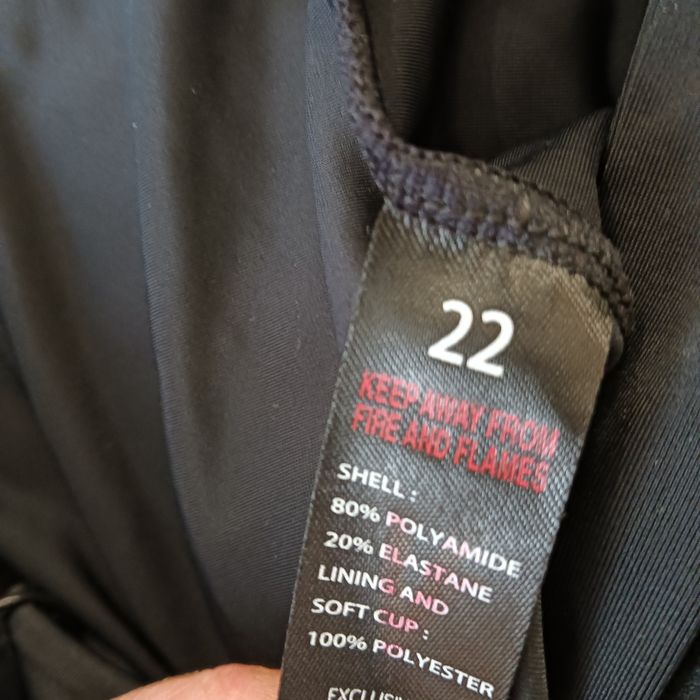 22
KEEP AWAY FROM
FIRE AND FLAMES
SHELL :
80% POLYAMIDE
20% ELASTANE
LINING AND
SOFT CUP :
100% POLYESTER